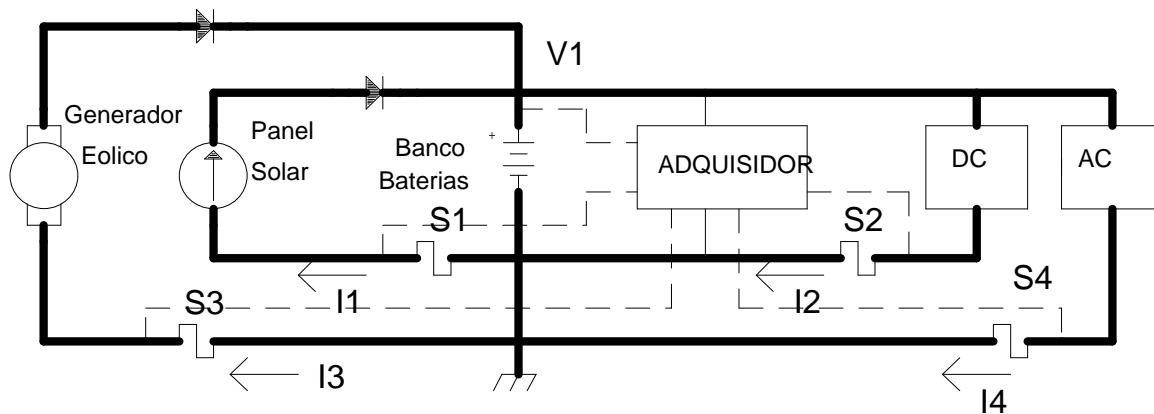 V1
Generador
Eolico
Panel
Solar
+
Banco
Baterias
ADQUISIDOR
DC
AC
S1
S2
I1
I2
S3
S4
I3
I4